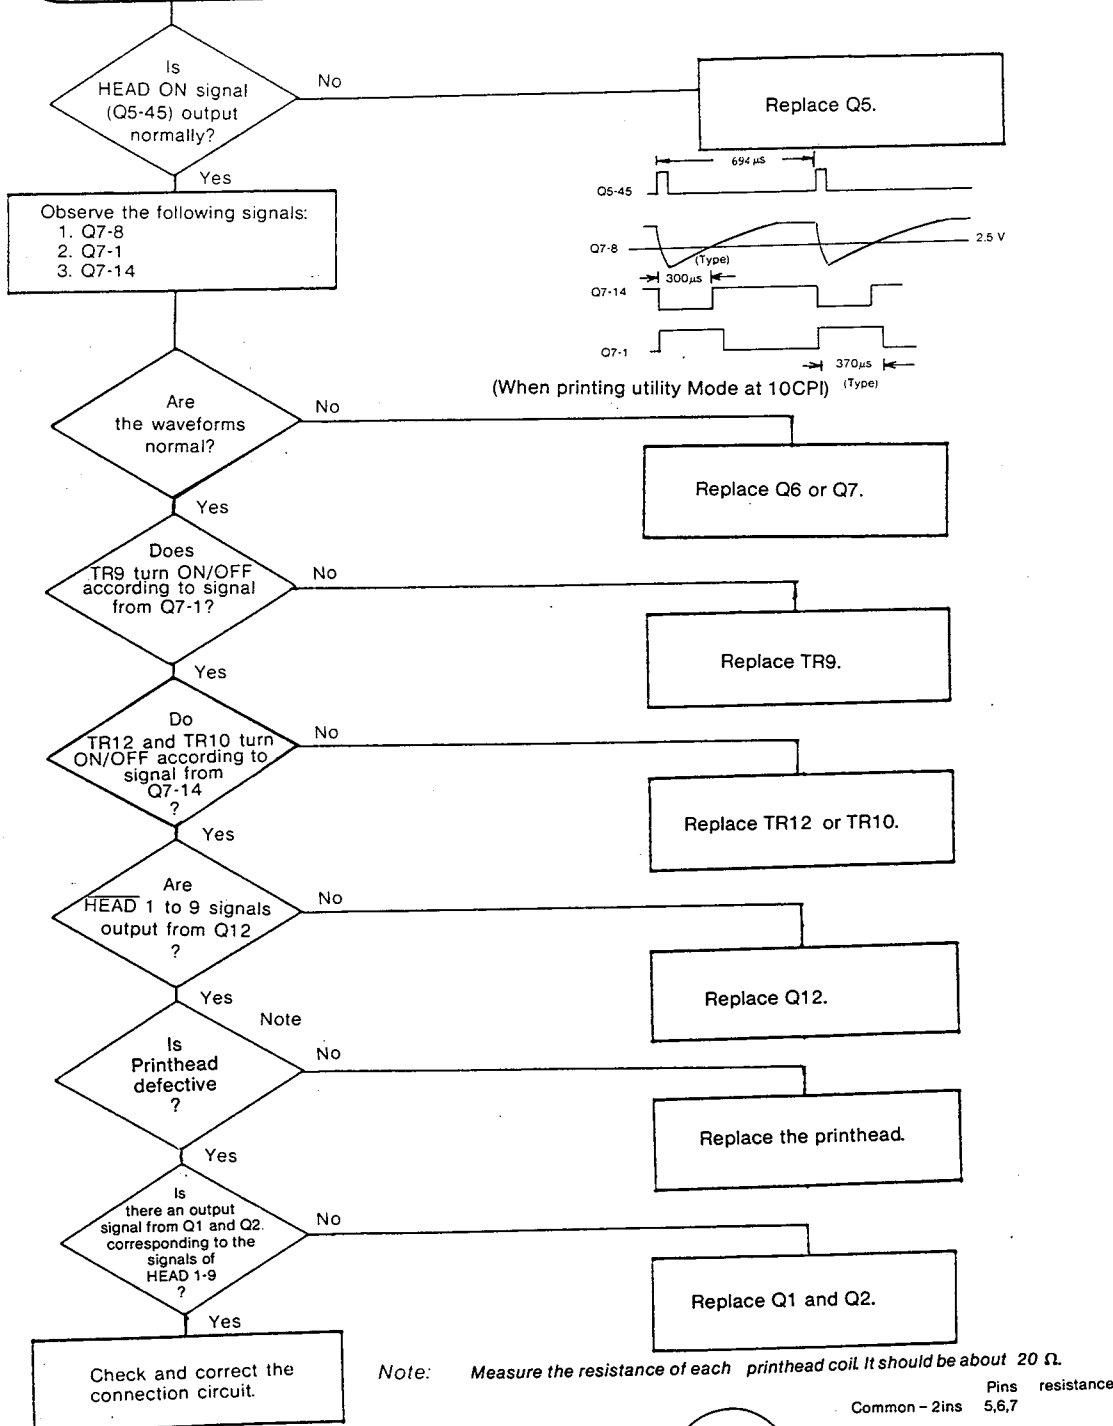 Is
HEAD ON signal
(Q5-45) output
normally?
No
Replace Q5.
Yes
694 µs
Q5-45
Observe the following signals:
1. Q7-8
2. Q7-1
3. Q7-14
Q7-8
2.5 V
(Type)
300µs
Q7-14
Q7-1
370µs
(Type)
(When printing utility Mode at 10CPI)
Are
the waveforms
normal?
No
Replace Q6 or Q7.
Yes
Does
TR9 turn ON/OFF
according to signal
from Q7-1?
No
Replace TR9.
Yes
Do
TR12 and TR10 turn
ON/OFF according to
signal from
Q7-14
?
No
Replace TR12 or TR10.
Yes
Are
HEAD 1 to 9 signals
output from Q12
?
No
Replace Q12.
Yes
Note
Is
Printhead
defective
?
No
Replace the printhead.
Yes
Is
there an output
signal from Q1 and Q2.
corresponding to the
signals of
HEAD 1-9
?
No
Replace Q1 and Q2.
Yes
Check and correct the
connection circuit.
Note: Measure the resistance of each printhead coil. It should be about 20 Ω.
Pins resistance
Common – 2ins 5,6,7